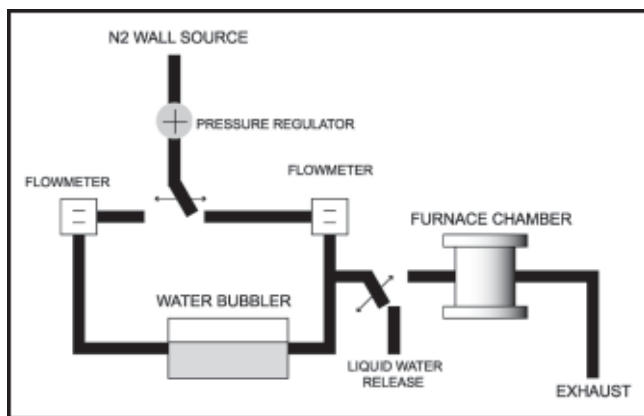 N2 WALL SOURCE
PRESSURE REGULATOR
FLOWMETER
FLOWMETER
FURNACE CHAMBER
WATER BUBBLER
LIQUID WATER
RELEASE
EXHAUST